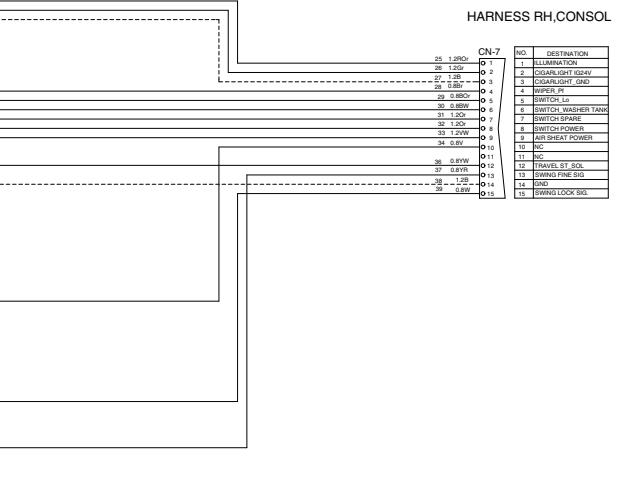 HARNESS RH,CONSOL
CN-7
NO. DESTINATION
25 1.2ROr 1
26 1.2Gr 2
27 1.2B 3
28 0.8Br 4
29 0.8BOr 5
30 0.8BW 6
31 1.2Or 7
32 1.2Or 8
33 1.2VW 9
34 0.8V 10
11
36 0.8YW 12
37 0.8YR 13
38 1.2B 14
39 0.8W 15
1 ILLUMINATION
2 CIGARLIGHT IG24V
3 CIGARLIGHT_GND
4 WIPER_PI
5 SWITCH_Lo
6 SWITCH_WASHER TANK
7 SWITCH SPARE
8 SWITCH POWER
9 AIR SHEAT POWER
10 NC
11 NC
12 TRAVEL ST_SOL
13 SWING FINE SIG
14 GND
15 SWING LOCK SIG.